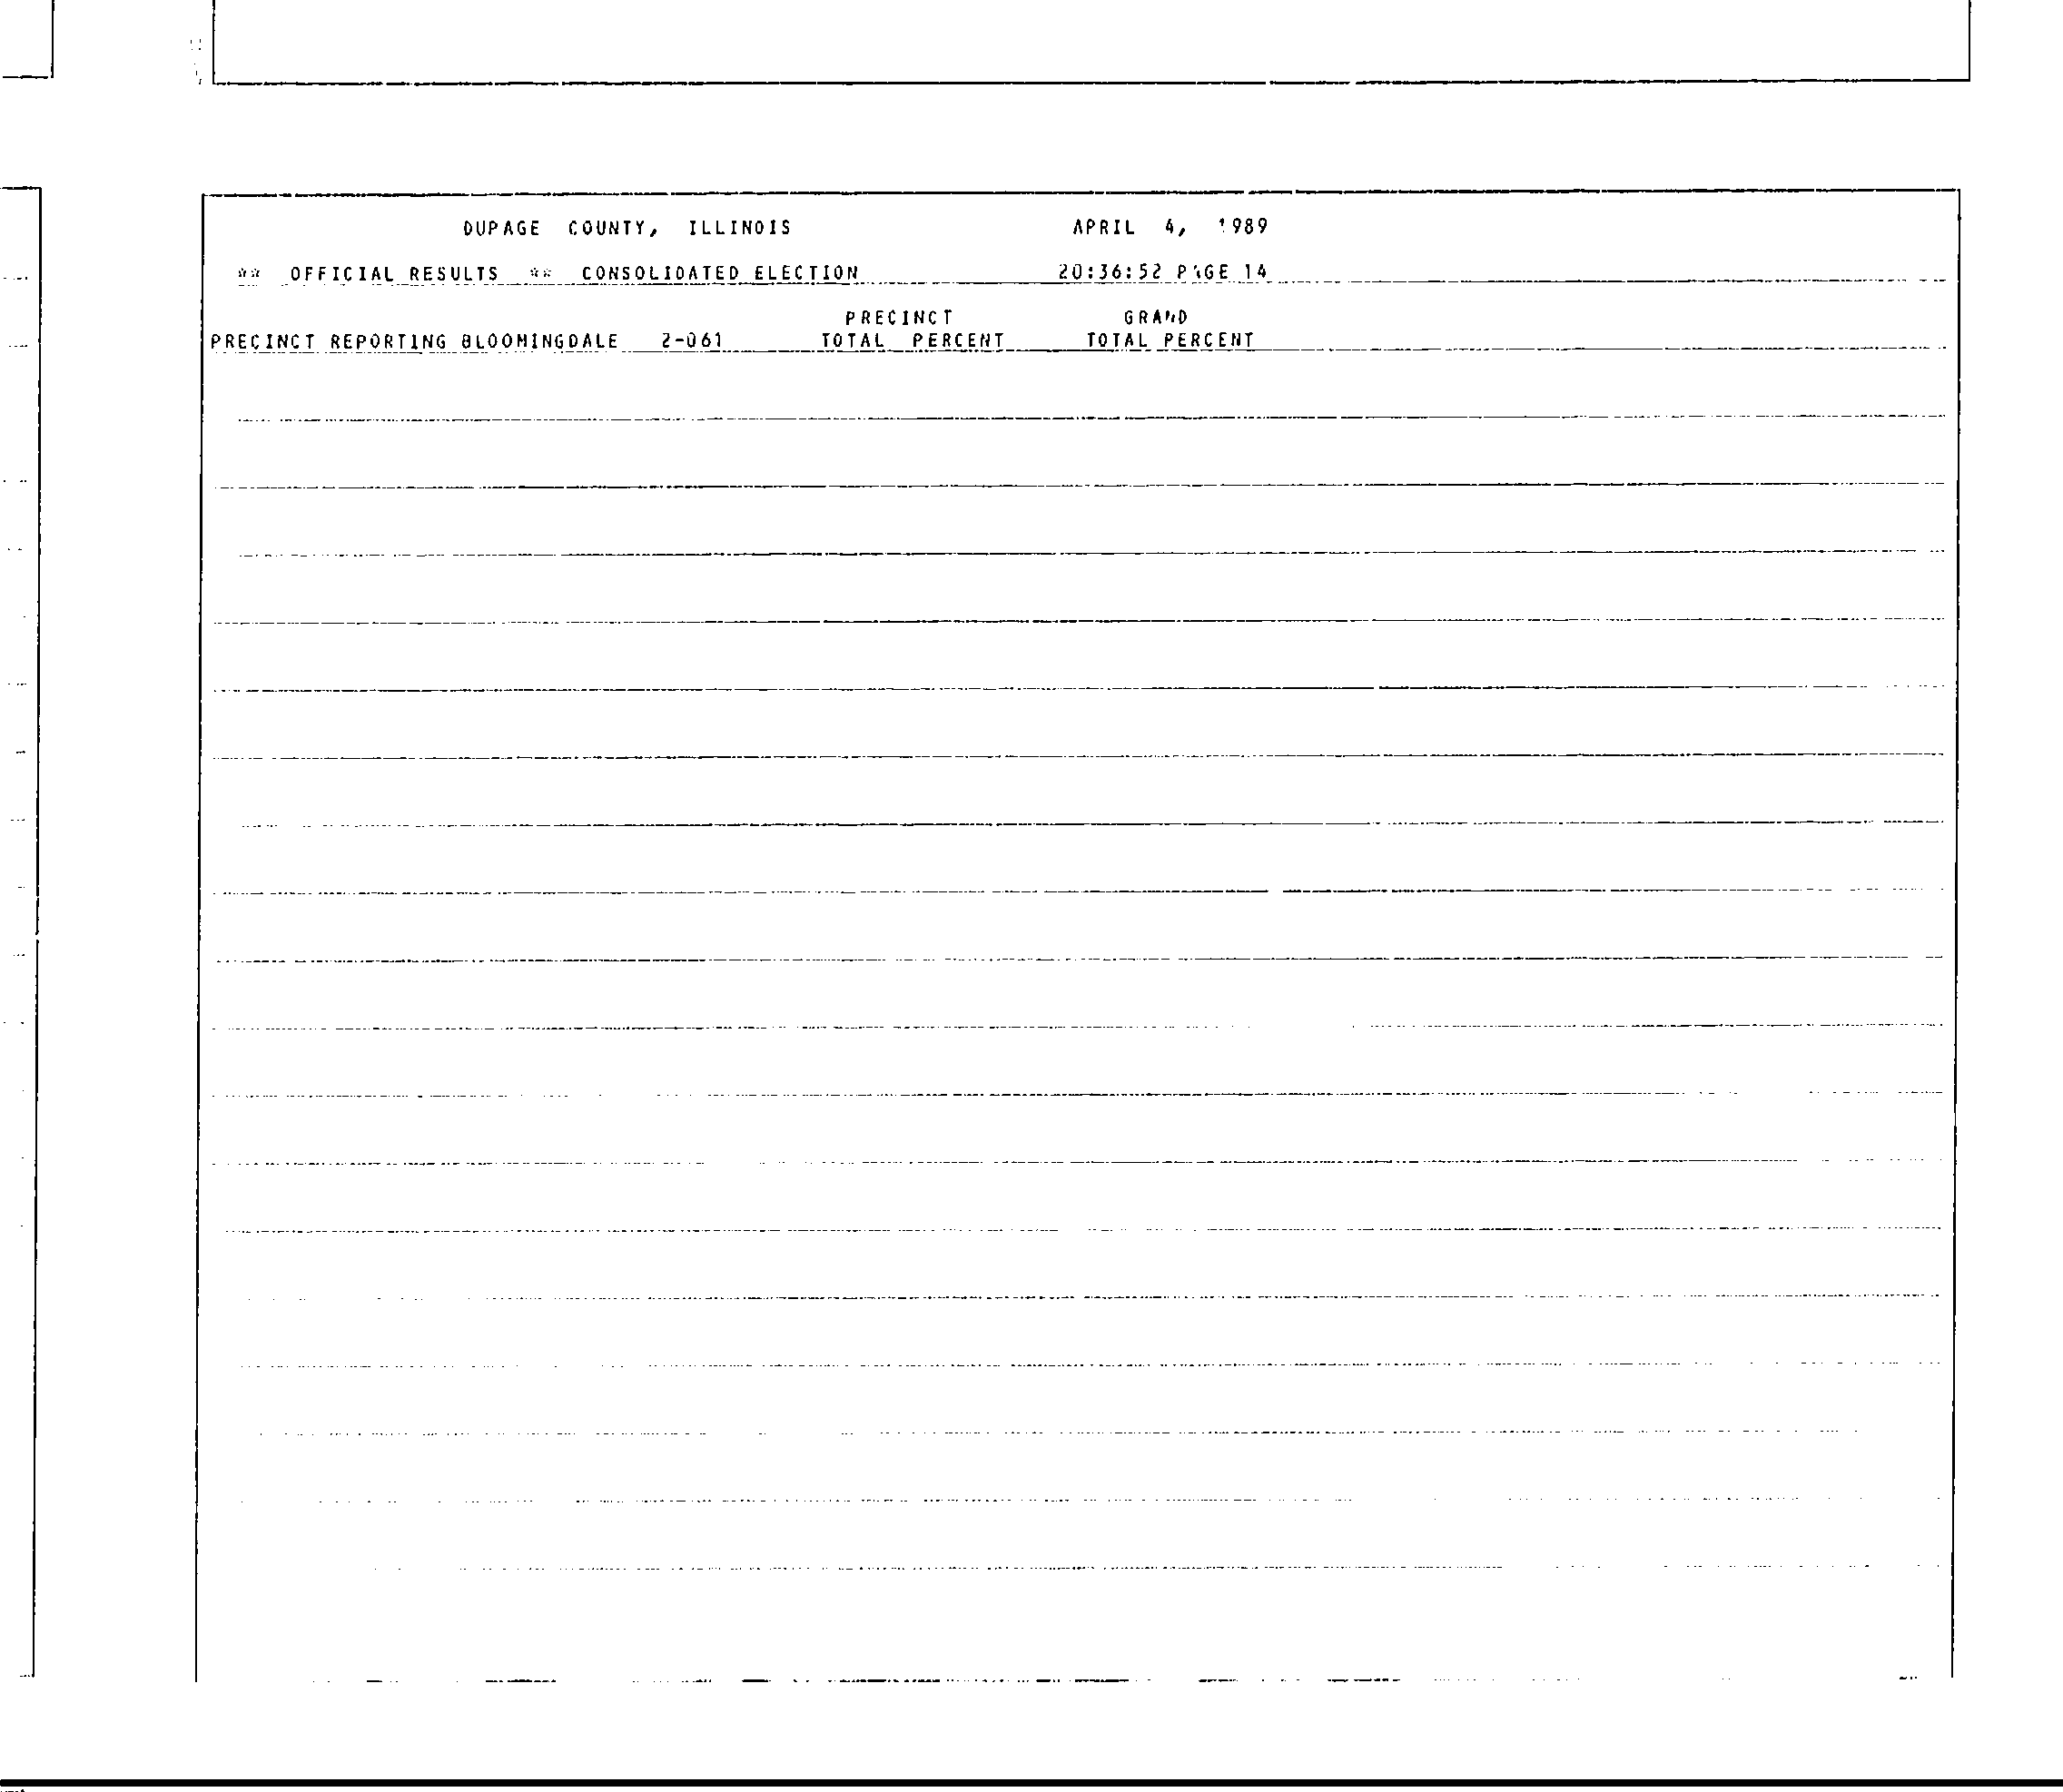 DUPAGE COUNTY, ILLINOIS APRIL 4, 1989
** OFFICIAL RESULTS ** CONSOLIDATED ELECTION 20:36:52 PAGE 14
PRECINCT GRAND
PRECINCT REPORTING BLOOMINGDALE 2-061 TOTAL PERCENT TOTAL PERCENT